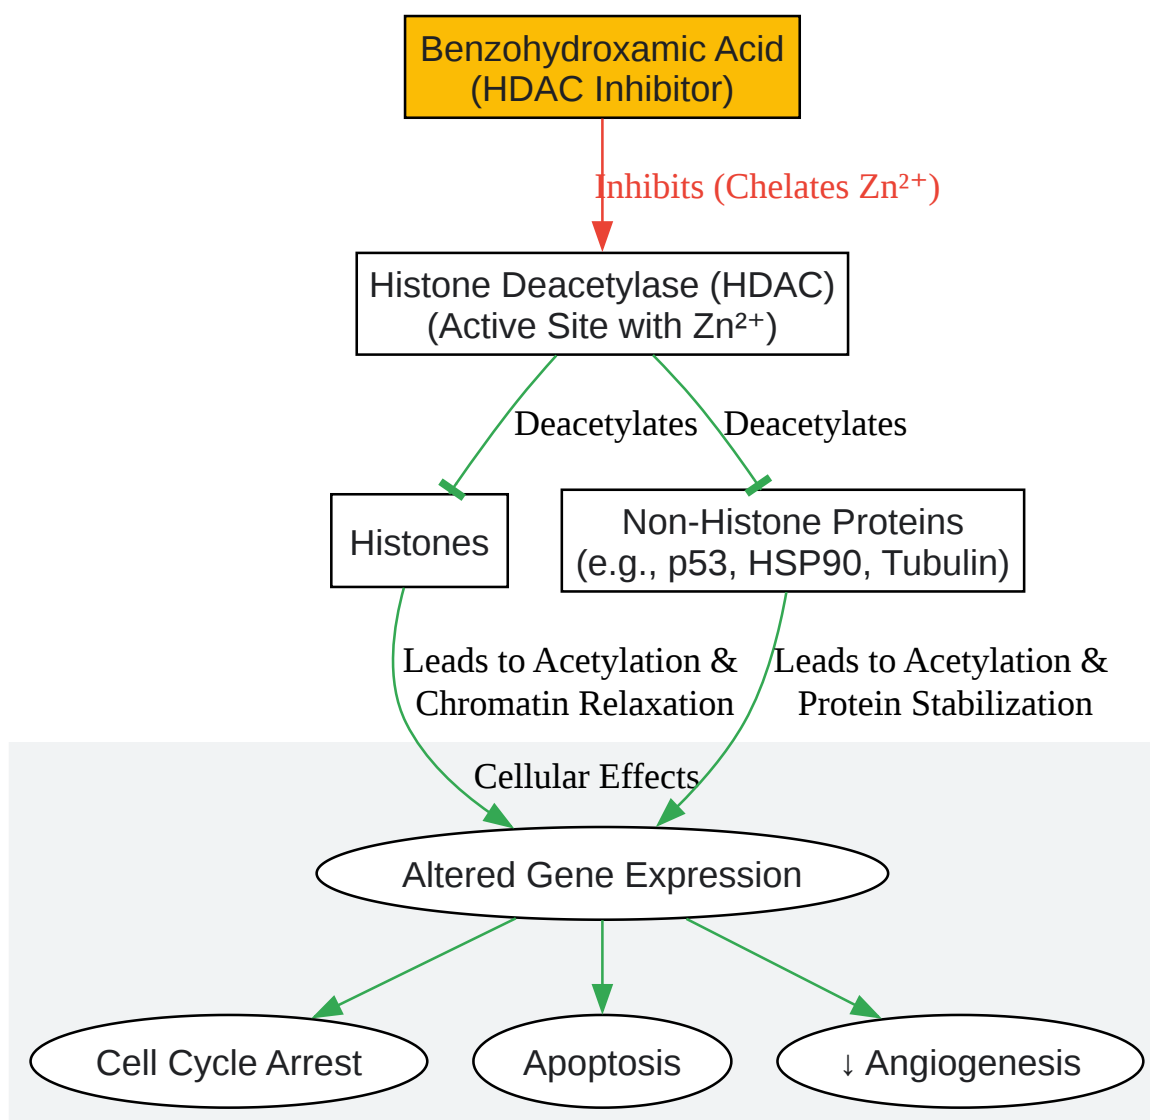 Benzohydroxamic Acid
(HDAC Inhibitor)
Inhibits (Chelates Zn²⁺)
Histone Deacetylase (HDAC)
(Active Site with Zn²⁺)
Deacetylates
Deacetylates
Histones
Non-Histone Proteins
(e.g., p53, HSP90, Tubulin)
Leads to Acetylation &
Chromatin Relaxation
Leads to Acetylation &
Protein Stabilization
Cellular Effects
Altered Gene Expression
Cell Cycle Arrest
Apoptosis
↓ Angiogenesis